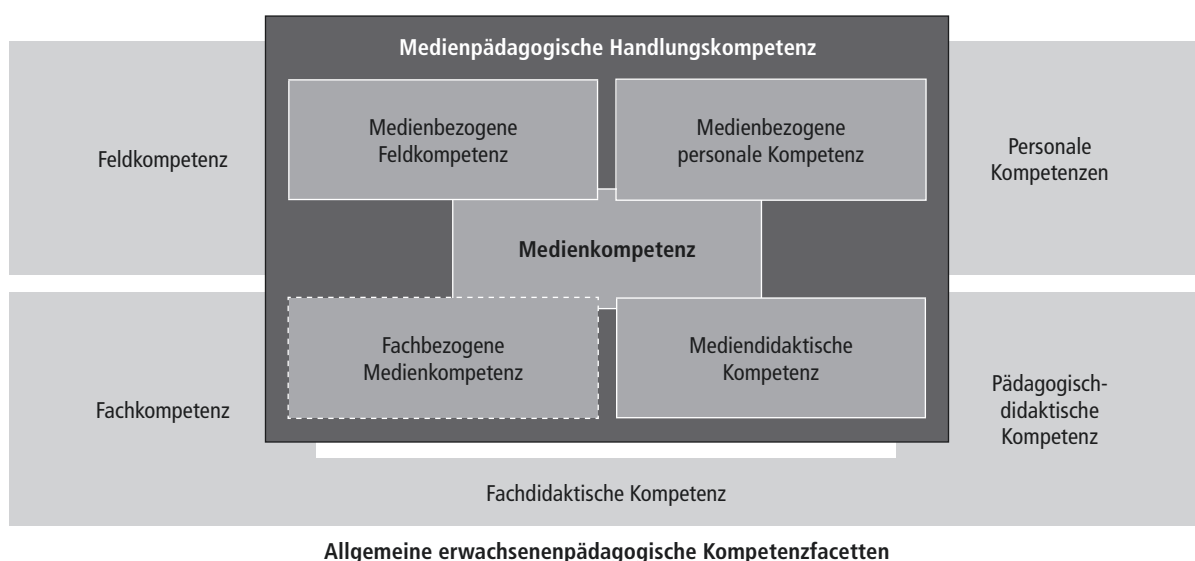 Medienpädagogische Handlungskompetenz
Medienbezogene
Feldkompetenz
Medienbezogene
personale Kompetenz
Feldkompetenz
Personale
Kompetenzen
Medienkompetenz
Fachbezogene
Medienkompetenz
Mediendidaktische
Kompetenz
Fachkompetenz
Pädagogisch-
didaktische
Kompetenz
Fachdidaktische Kompetenz
Allgemeine erwachsenenpädagogische Kompetenzfacetten